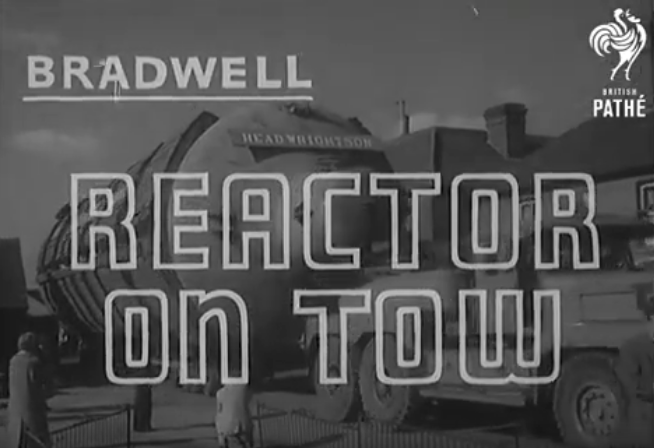 BRADWELL
BRITISH
PATHÉ
HEAD WRIGHTSON
REACTOR
on TOW